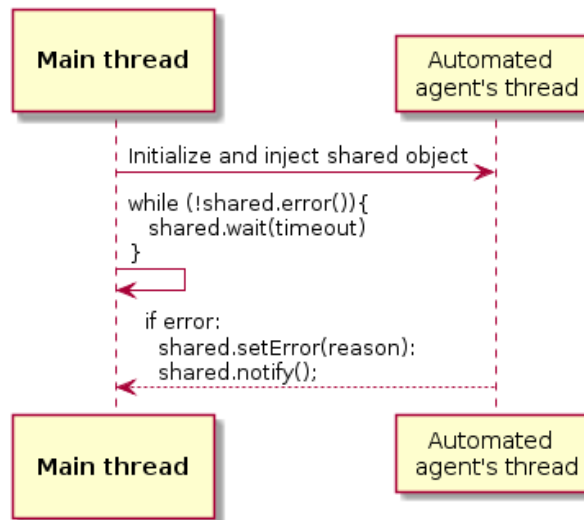 Main thread
Automated
agent's thread
Initialize and inject shared object
while (!shared.error()){
shared.wait(timeout)
}
if error:
shared.setError(reason):
shared.notify();
Main thread
Automated
agent's thread